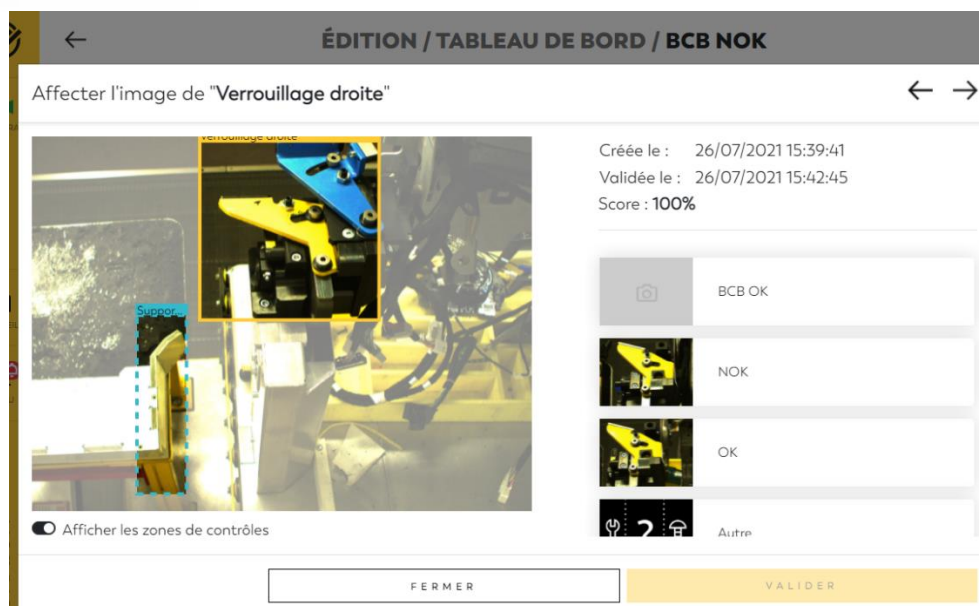 ÉDITION / TABLEAU DE BORD / BCB NOK
Affecter l'image de "Verrouillage droite"
Verrouillage droite
Suppor...
Afficher les zones de contrôles
Créée le : 26/07/2021 15:39:41
Validée le : 26/07/2021 15:42:45
Score : 100%
BCB OK
NOK
OK
2
Autre
FERMER
VALIDER